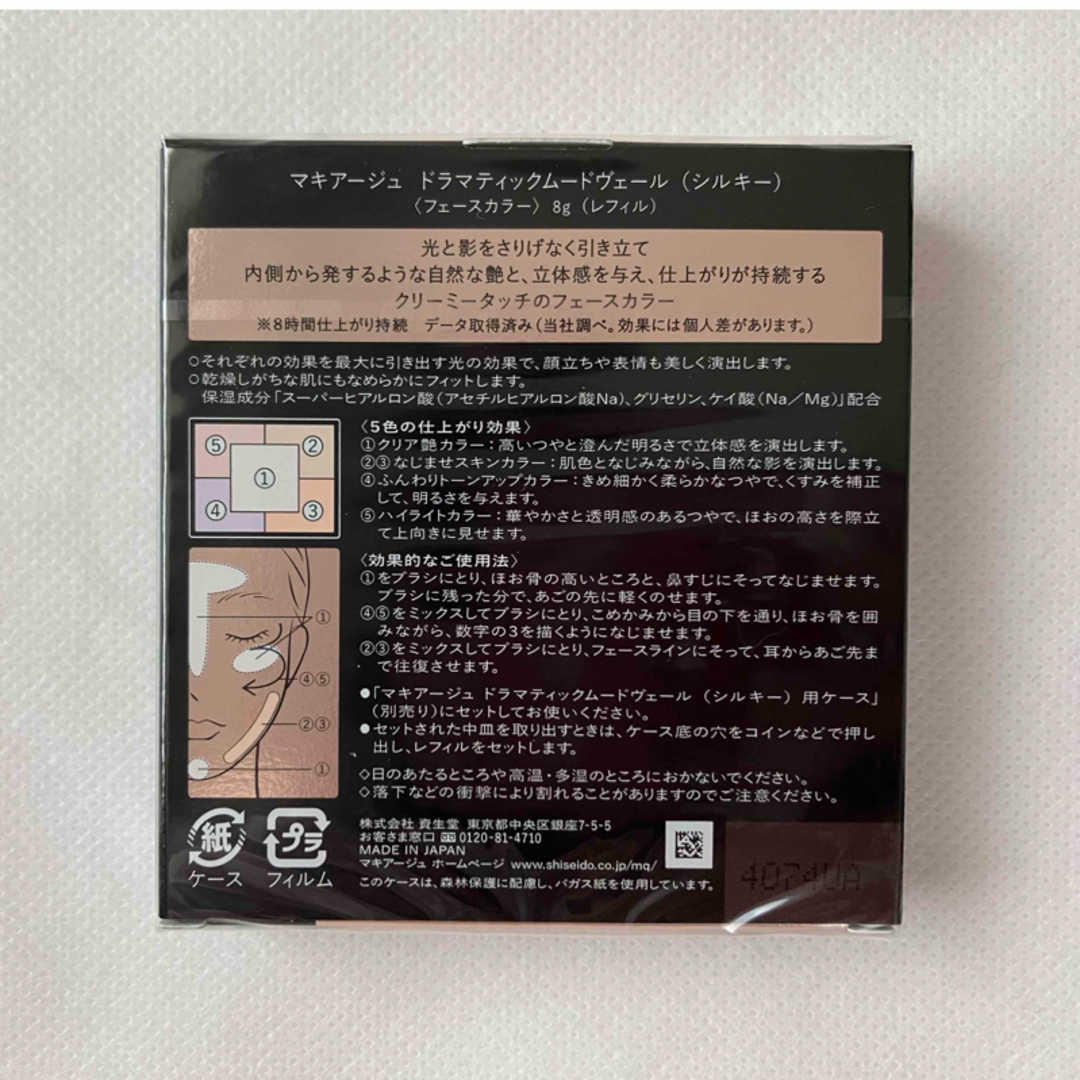 マキアージュ ドラマティックムードヴェール（シルキー）
〈フェースカラー〉 8g（レフィル）
光と影をさりげなく引き立て
内側から発するような自然な艶と、立体感を与え、仕上がりが持続する
クリーミータッチのフェースカラー
※8時間仕上がり持続　データ取得済み（当社調べ。効果には個人差があります。）
○それぞれの効果を最大に引き出す光の効果で、顔立ちや表情も美しく演出します。
○乾燥しがちな肌にもなめらかにフィットします。
保湿成分「スーパーヒアルロン酸（アセチルヒアルロン酸Na）、グリセリン、ケイ酸（Na／Mg）」配合
⑤ ②
①
④ ③
〈5色の仕上がり効果〉
①クリア艶カラー：高いつやと澄んだ明るさで立体感を演出します。
②③なじませスキンカラー：肌色となじみながら、自然な影を演出します。
④ふんわりトーンアップカラー：きめ細かく柔らかなつやで、くすみを補正
して、明るさを与えます。
⑤ハイライトカラー：華やかさと透明感のあるつやで、ほおの高さを際立
て上向きに見せます。
①
④⑤
②③
①
〈効果的なご使用法〉
①をブラシにとり、ほお骨の高いところと、鼻すじにそってなじませます。
ブラシに残った分で、あごの先に軽くのせます。
④⑤をミックスしてブラシにとり、こめかみから目の下を通り、ほお骨を囲
みながら、数字の3を描くようになじませます。
②③をミックスしてブラシにとり、フェースラインにそって、耳からあご先ま
で往復させます。
●「マキアージュ ドラマティックムードヴェール（シルキー）用ケース」
（別売り）にセットしてお使いください。
●セットされた中皿を取り出すときは、ケース底の穴をコインなどで押し
出し、レフィルをセットします。
◇日のあたるところや高温・多湿のところにおかないでください。
◇落下などの衝撃により割れることがありますのでご注意ください。
紙
ケース
プラ
フィルム
株式会社 資生堂 東京都中央区銀座7-5-5
お客さま窓口 0120-81-4710
MADE IN JAPAN
マキアージュ ホームページ www.shiseido.co.jp/mq/
このケースは、森林保護に配慮し、バガス紙を使用しています。
4074UA